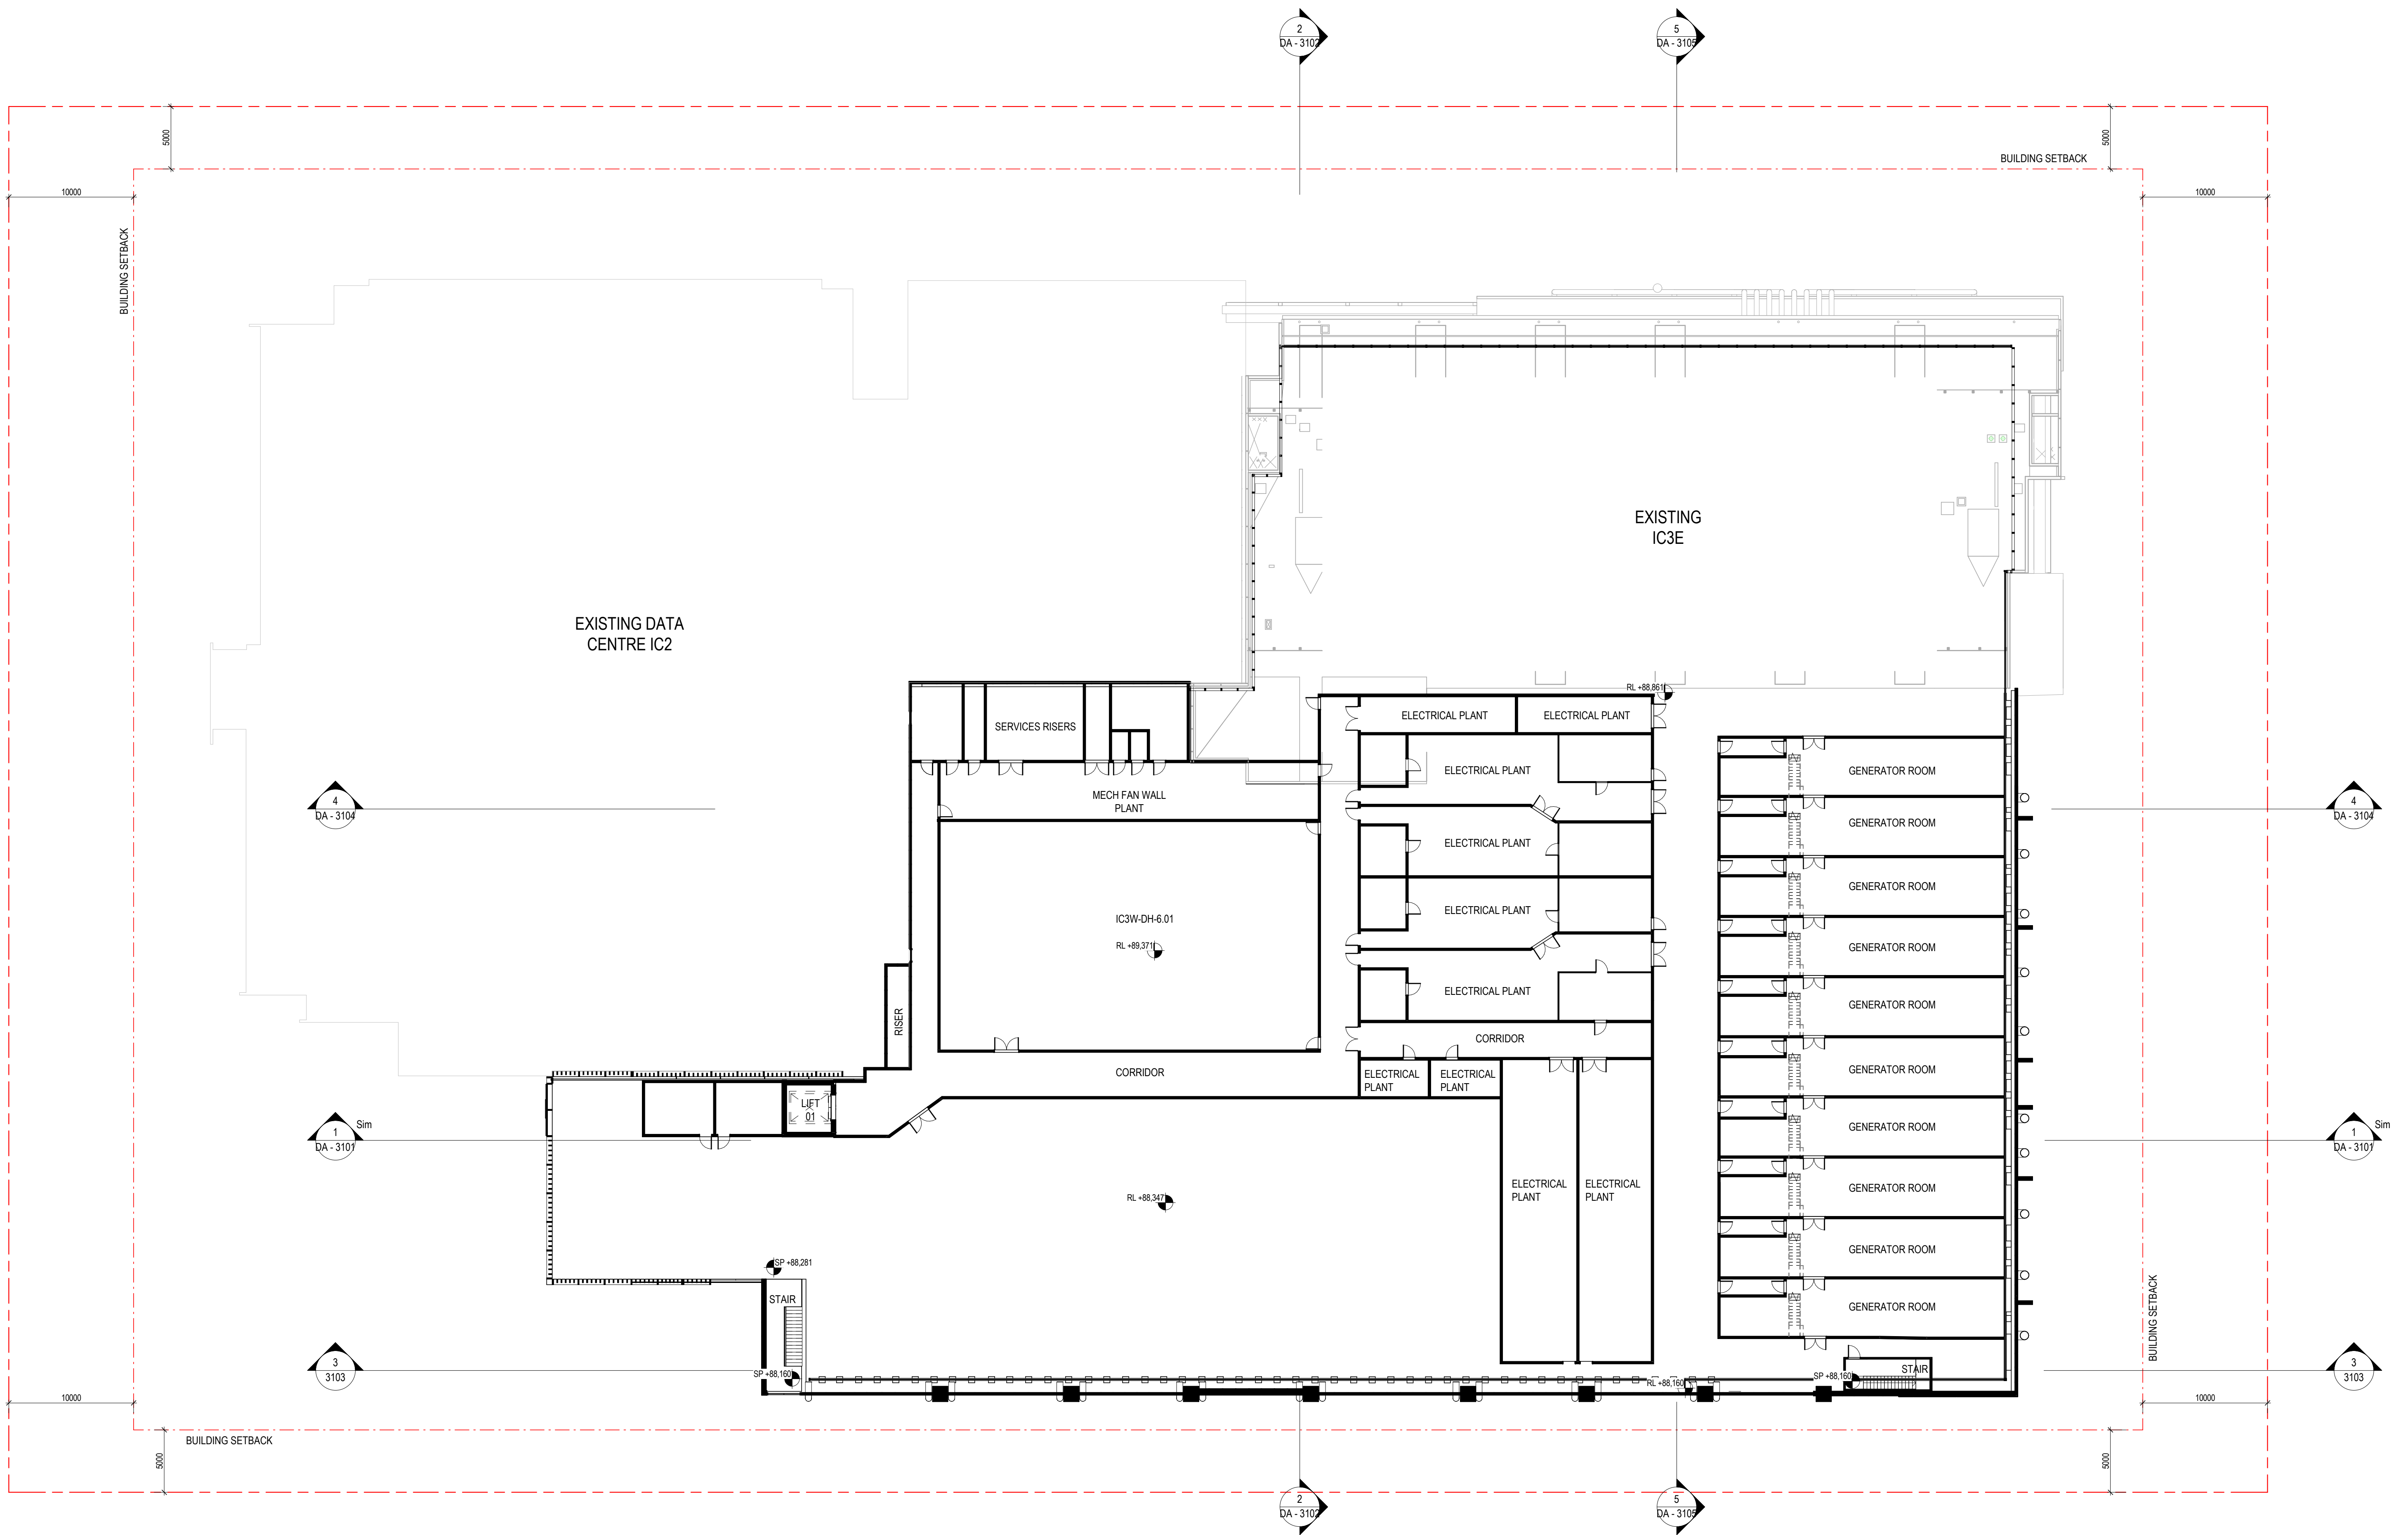 2
DA - 3102
5
DA - 3105
5000
5000
BUILDING SETBACK
10000
10000
BUILDING SETBACK
EXISTING
IC3E
EXISTING DATA
CENTRE IC2
RL +88,861
SERVICES RISERS
ELECTRICAL PLANT
ELECTRICAL PLANT
ELECTRICAL PLANT
GENERATOR ROOM
MECH FAN WALL
PLANT
4
DA - 3104
4
DA - 3104
GENERATOR ROOM
ELECTRICAL PLANT
GENERATOR ROOM
IC3W-DH-6.01
ELECTRICAL PLANT
RL +89,371
GENERATOR ROOM
ELECTRICAL PLANT
GENERATOR ROOM
RISER
CORRIDOR
CORRIDOR
ELECTRICAL
PLANT
ELECTRICAL
PLANT
GENERATOR ROOM
LIFT
01
1
DA - 3101
Sim
GENERATOR ROOM
1
DA - 3101
Sim
RL +88,347
ELECTRICAL
PLANT
ELECTRICAL
PLANT
GENERATOR ROOM
SP +88,281
GENERATOR ROOM
STAIR
GENERATOR ROOM
BUILDING SETBACK
3
3103
SP +88,160
RL +88,160
SP +88,160
STAIR
3
3103
10000
10000
BUILDING SETBACK
5000
5000
2
DA - 3102
5
DA - 3105